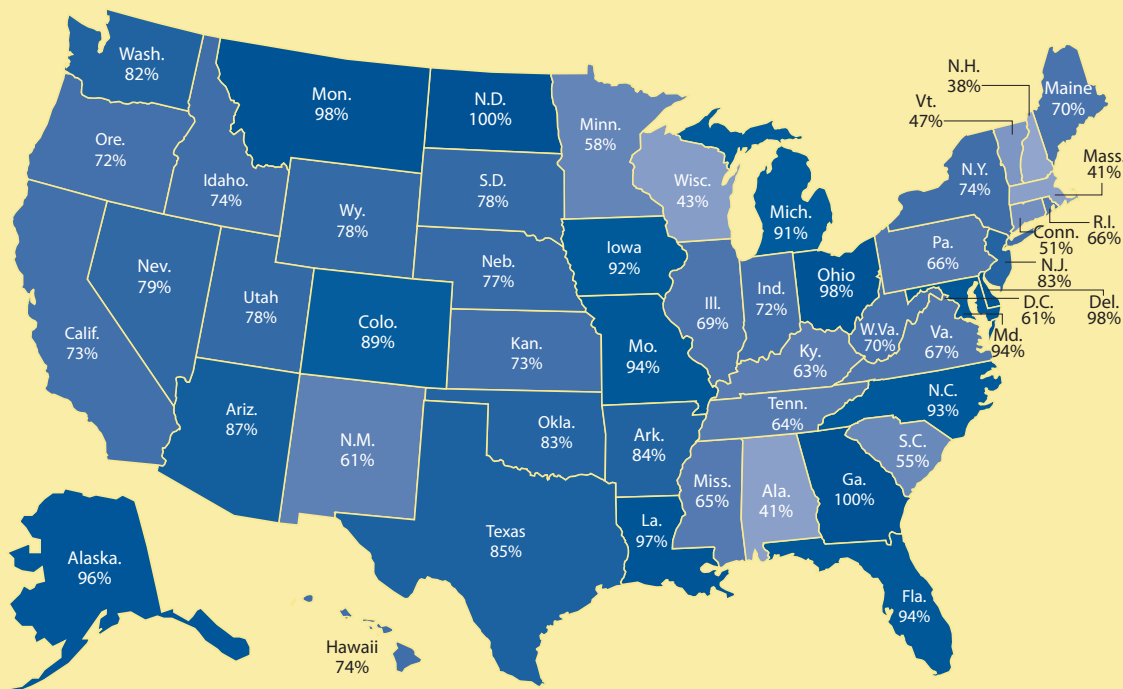 Wash.
82%
Mon.
98%
N.D.
100%
Minn.
58%
N.H.
38%
Vt.
47%
Maine
70%
Ore.
72%
Idaho.
74%
S.D.
78%
Wisc.
43%
Mich.
91%
N.Y.
74%
Mass.
41%
Wy.
78%
R.I.
66%
Conn.
51%
Iowa
92%
Pa.
66%
N.J.
83%
Nev.
79%
Utah
78%
Neb.
77%
Ill.
69%
Ind.
72%
Ohio
98%
D.C.
61%
Del.
98%
Calif.
73%
Colo.
89%
Kan.
73%
Mo.
94%
Ky.
63%
W.Va.
70%
Va.
67%
Md.
94%
Ariz.
87%
N.M.
61%
Okla.
83%
Ark.
84%
Tenn.
64%
N.C.
93%
S.C.
55%
Miss.
65%
Ala.
41%
Ga.
100%
Texas
85%
La.
97%
Alaska.
96%
Fla.
94%
Hawaii
74%